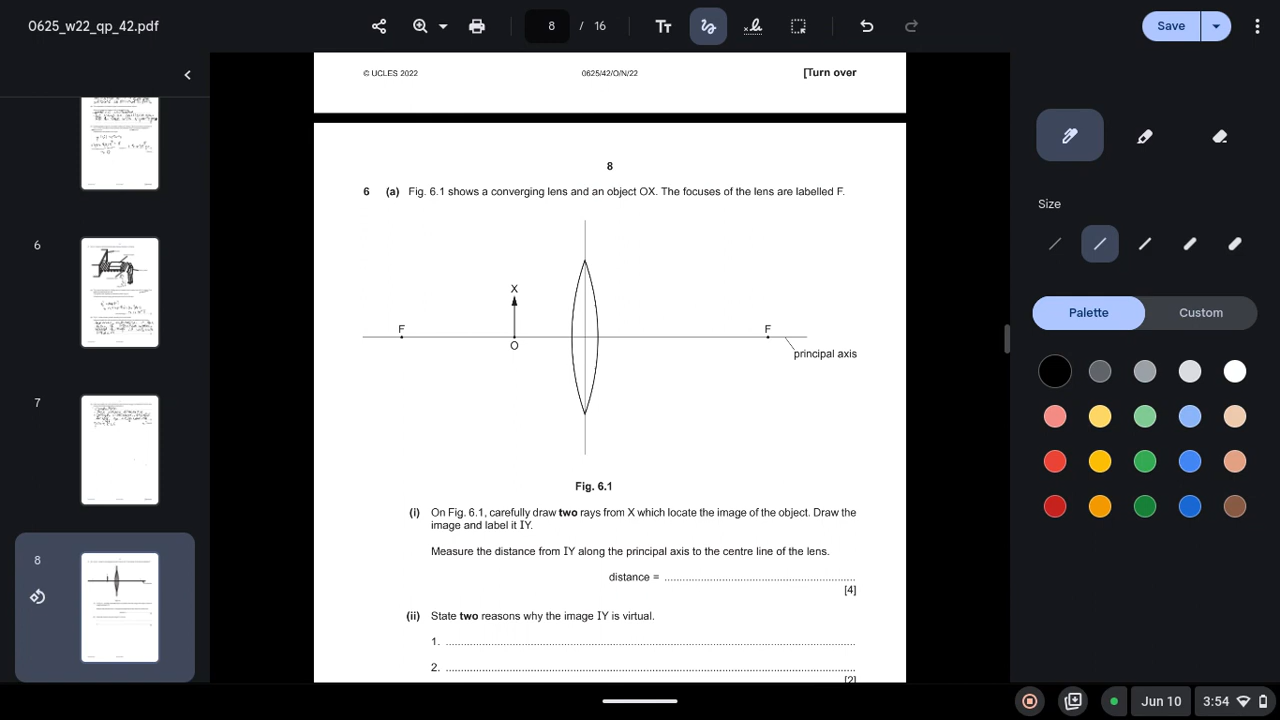 0625_w22_qp_42.pdf
8 / 16
Save
© UCLES 2022 0625/42/O/N/22 [Turn over
8
6 (a) Fig. 6.1 shows a converging lens and an object OX. The focuses of the lens are labelled F.
X
F F
O
principal axis
Fig. 6.1
(i) On Fig. 6.1, carefully draw two rays from X which locate the image of the object. Draw the
image and label it IY.
Measure the distance from IY along the principal axis to the centre line of the lens.
distance = ................................................................
[4]
(ii) State two reasons why the image IY is virtual.
1. ................................................................
2. ................................................................
[2]
6
7
8
Size
Palette Custom
Jun 10 3:54